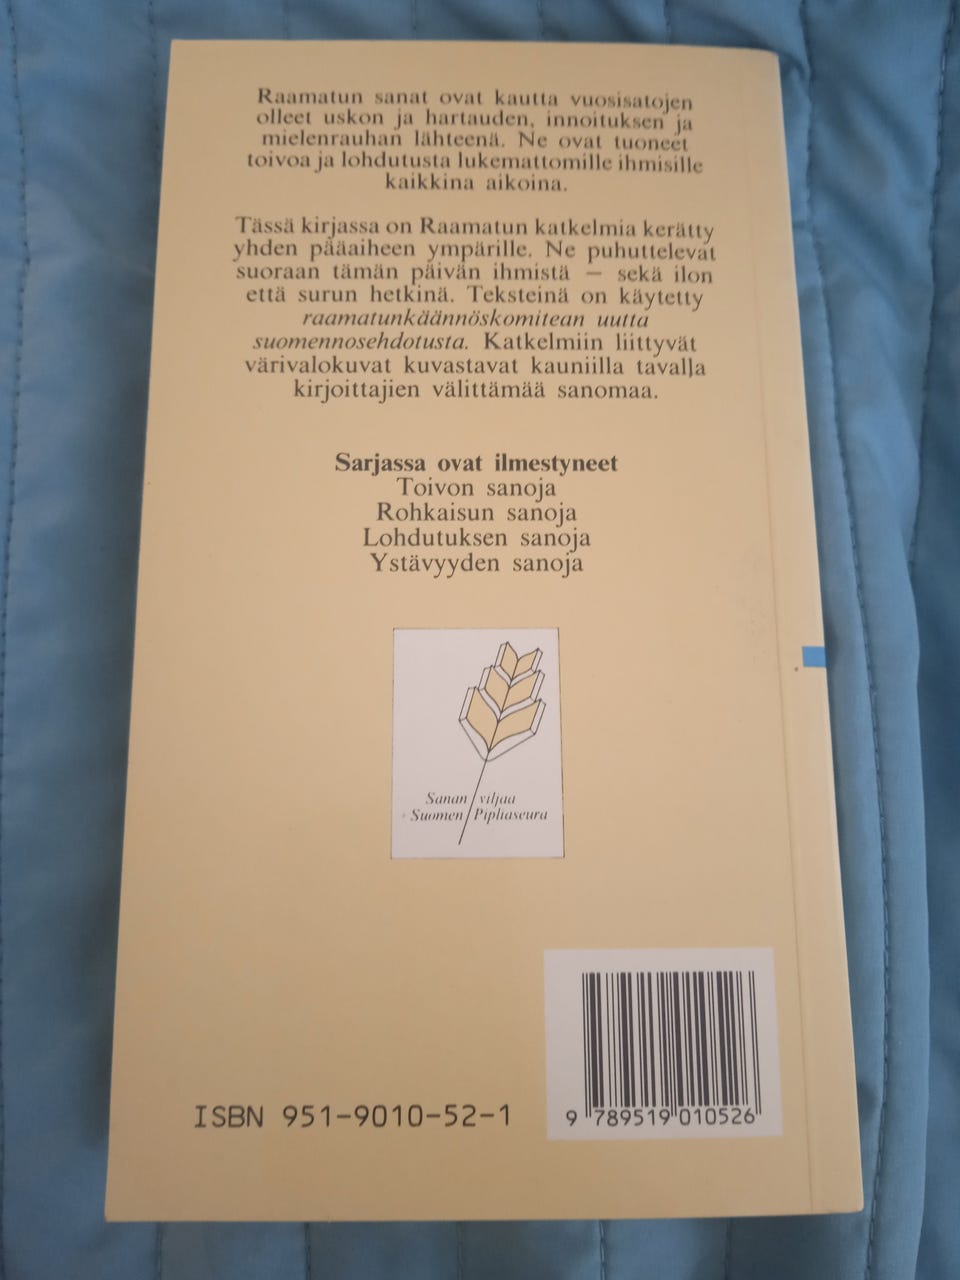 Raamatun sanat ovat kautta vuosisatojen
olleet uskon ja hartauden, innoituksen ja
mielenrauhan lähteenä. Ne ovat tuoneet
toivoa ja lohdutusta lukemattomille ihmisille
kaikkina aikoina.
Tässä kirjassa on Raamatun katkelmia kerätty
yhden pääaiheen ympärille. Ne puhuttelevat
suoraan tämän päivän ihmistä — sekä ilon
että surun hetkinä. Teksteinä on käytetty
raamatunkäännöskomitean uutta
suomennosehdotusta. Katkelmiin liittyvät
värivalokuvat kuvastavat kauniilla tavalla
kirjoittajien välittämää sanomaa.
Sarjassa ovat ilmestyneet
Toivon sanoja
Rohkaisun sanoja
Lohdutuksen sanoja
Ystävyyden sanoja
Sanan viljaa
Suomen Pipliaseura
ISBN 951-9010-52-1
9 789519 010526